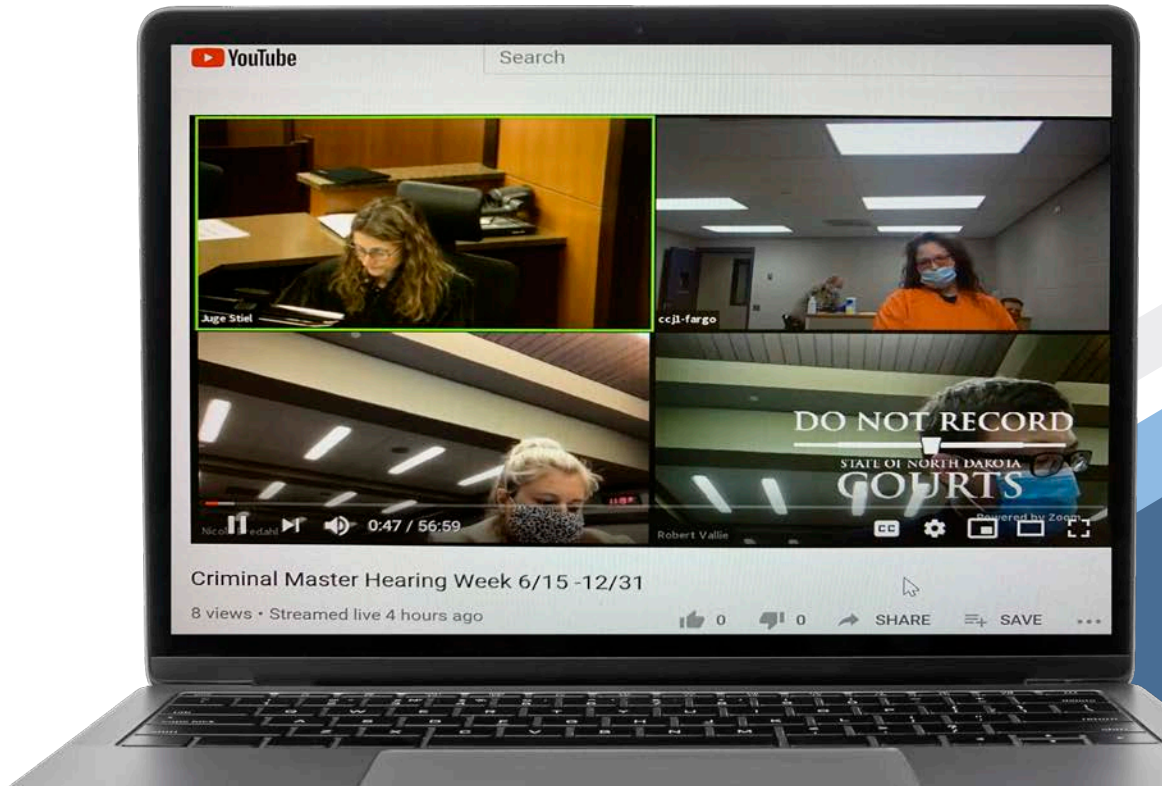 YouTube
Search
Juge Stiel
ccj1-fargo
DO NOT RECORD
STATE OF NORTH DAKOTA
COURTS
Powered by Zoom
0:47 / 56:59
CC
Robert Vallie
Criminal Master Hearing Week 6/15 -12/31
8 views • Streamed live 4 hours ago
0
0
SHARE
SAVE